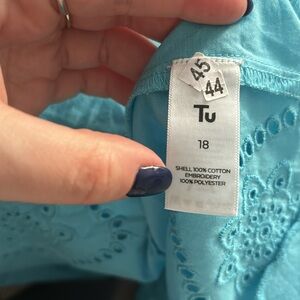 45
44
Tu
18
SHELL 100% COTTON
EMBROIDERY
100% POLYESTER